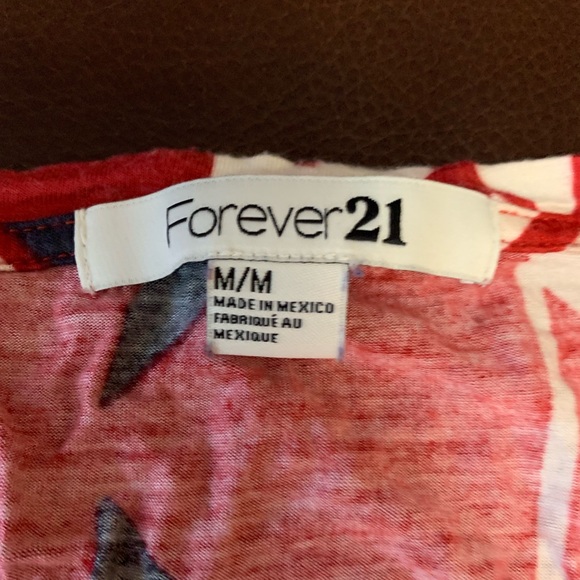 Forever21
M/M
MADE IN MEXICO
FABRIQUÉ AU
MEXIQUE